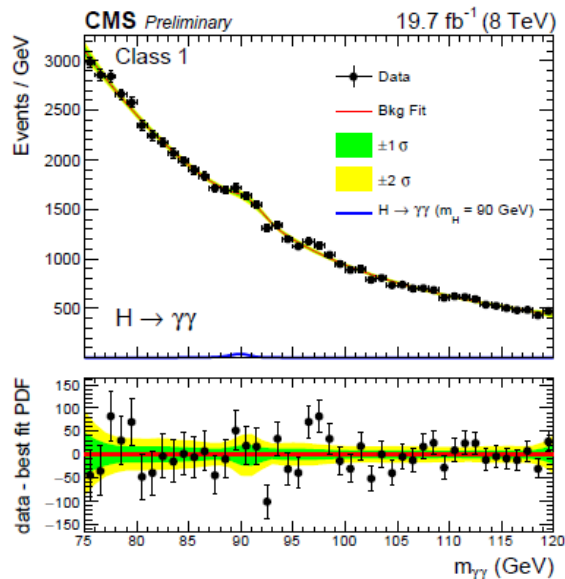 CMS Preliminary 19.7 fb⁻¹ (8 TeV)
Class 1
Data
Bkg Fit
±1 σ
±2 σ
H → γγ (m_H = 90 GeV)
Events / GeV
3000
2500
2000
1500
1000
500
H → γγ
data - best fit PDF
150
100
50
0
-50
-100
-150
75 80 85 90 95 100 105 110 115 120
m_γγ (GeV)